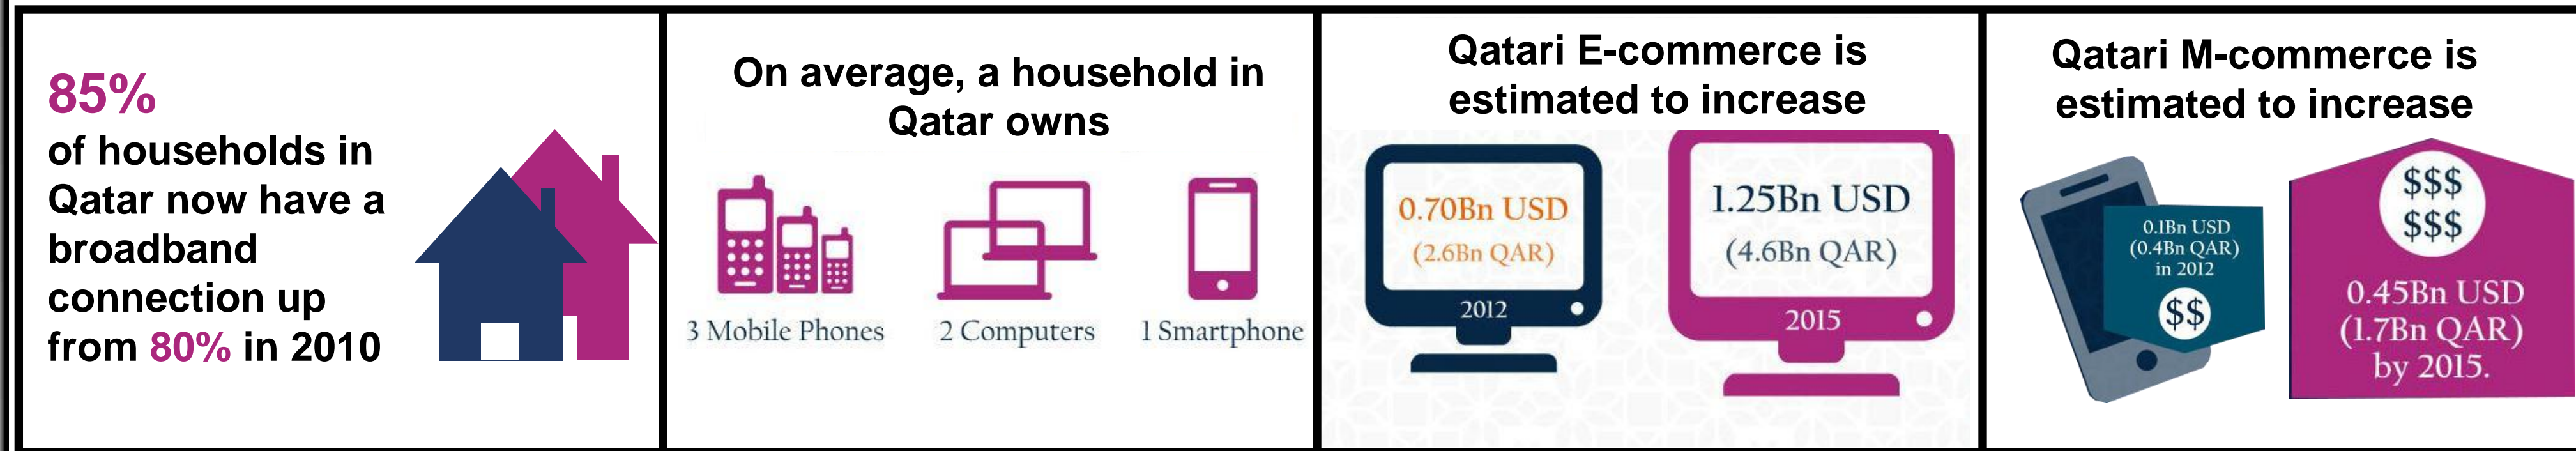 85%
of households in
Qatar now have a
broadband
connection up
from 80% in 2010
On average, a household in
Qatar owns
3 Mobile Phones
2 Computers
1 Smartphone
Qatari E-commerce is
estimated to increase
0.70Bn USD
(2.6Bn QAR)
2012
1.25Bn USD
(4.6Bn QAR)
2015
Qatari M-commerce is
estimated to increase
0.1Bn USD
(0.4Bn QAR)
in 2012
$$
$$$
$$$
0.45Bn USD
(1.7Bn QAR)
by 2015.